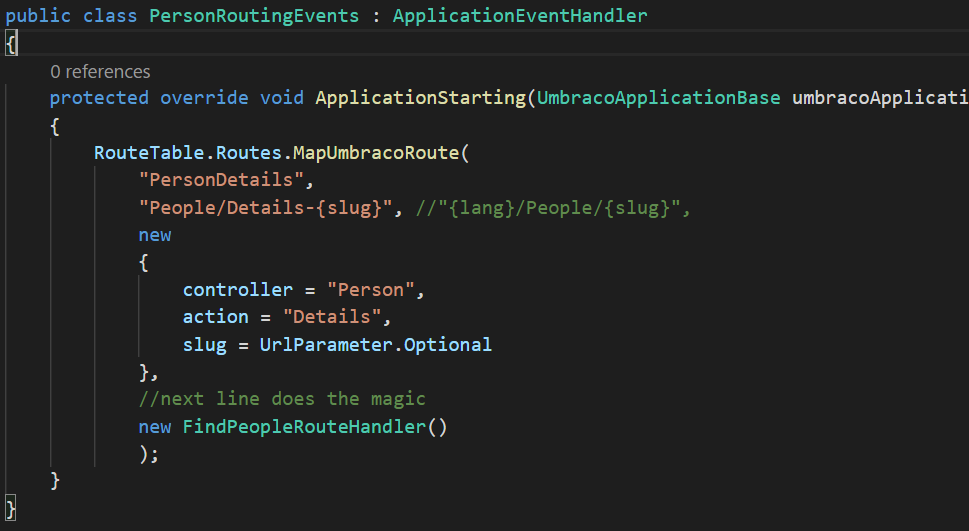 public class PersonRoutingEvents : ApplicationEventHandler
{
0 references
protected override void ApplicationStarting(UmbracoApplicationBase umbracoApplicati
{
RouteTable.Routes.MapUmbracoRoute(
"PersonDetails",
"People/Details-{slug}", //"{lang}/People/{slug}",
new
{
controller = "Person",
action = "Details",
slug = UrlParameter.Optional
},
//next line does the magic
new FindPeopleRouteHandler()
);
}
}